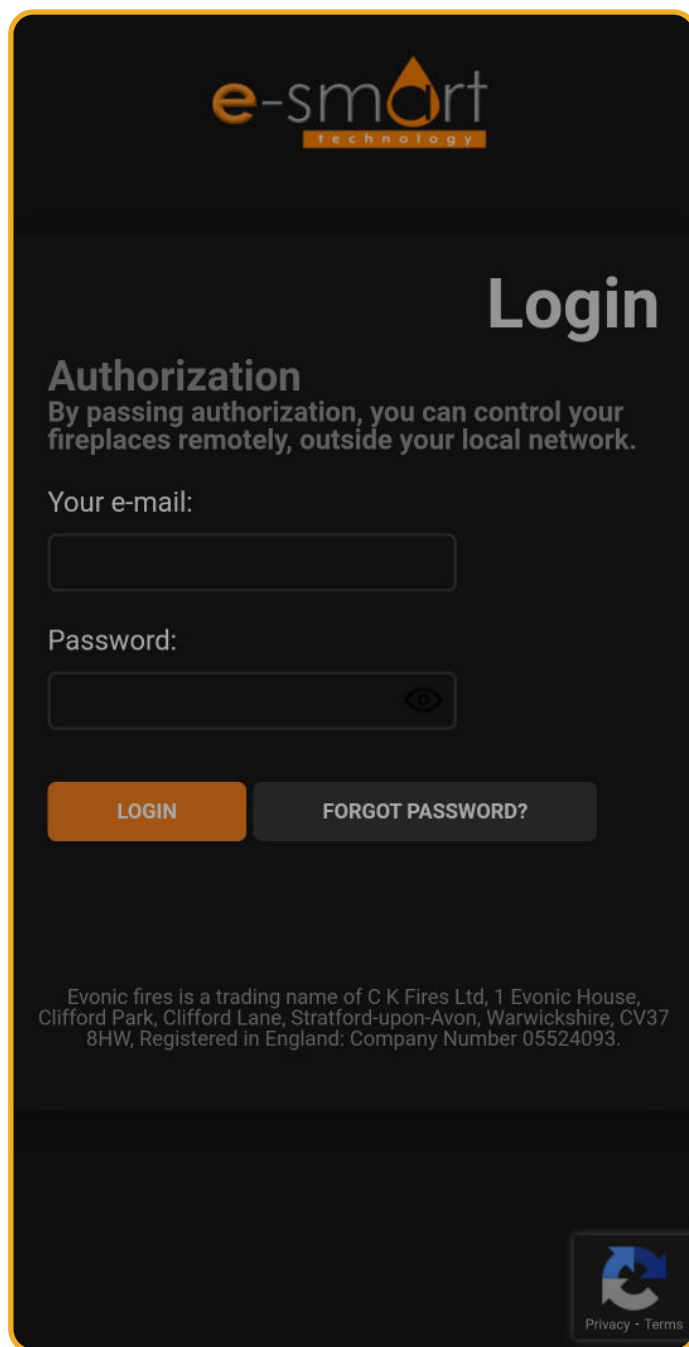 e-smart
technology
Login
Authorization
By passing authorization, you can control your
fireplaces remotely, outside your local network.
Your e-mail:
Password:
LOGIN FORGOT PASSWORD?
Evonic fires is a trading name of C K Fires Ltd, 1 Evonic House,
Clifford Park, Clifford Lane, Stratford-upon-Avon, Warwickshire, CV37
8HW, Registered in England: Company Number 05524093.
Privacy - Terms